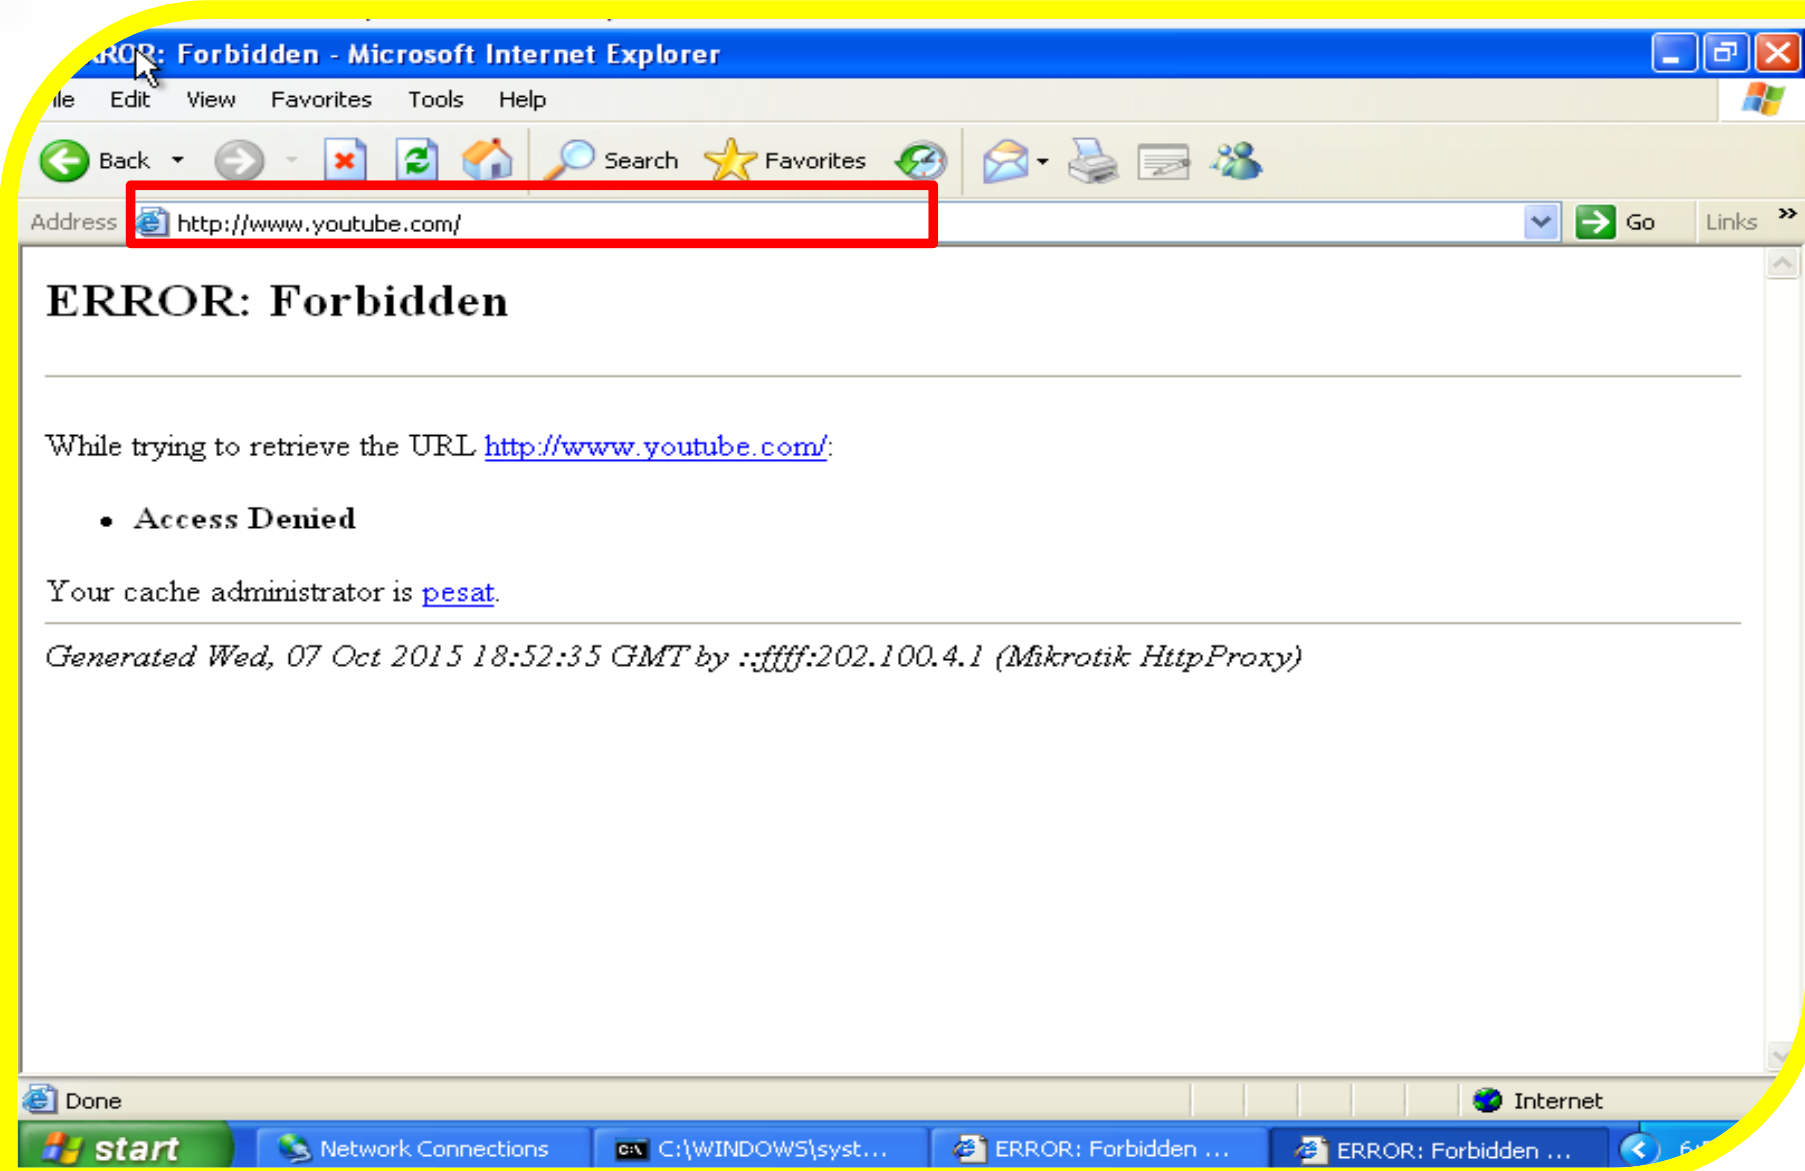 ROR: Forbidden - Microsoft Internet Explorer
Edit View Favorites Tools Help
Back Search Favorites
Address http://www.youtube.com/ Go Links »
ERROR: Forbidden
While trying to retrieve the URL http://www.youtube.com/:
• Access Denied
Your cache administrator is pesat.
Generated Wed, 07 Oct 2015 18:52:35 GMT by ::ffff:202.100.4.1 (Mikrotik HttpProxy)
Done Internet
start Network Connections C:\WINDOWS\syst... ERROR: Forbidden ... ERROR: Forbidden ...